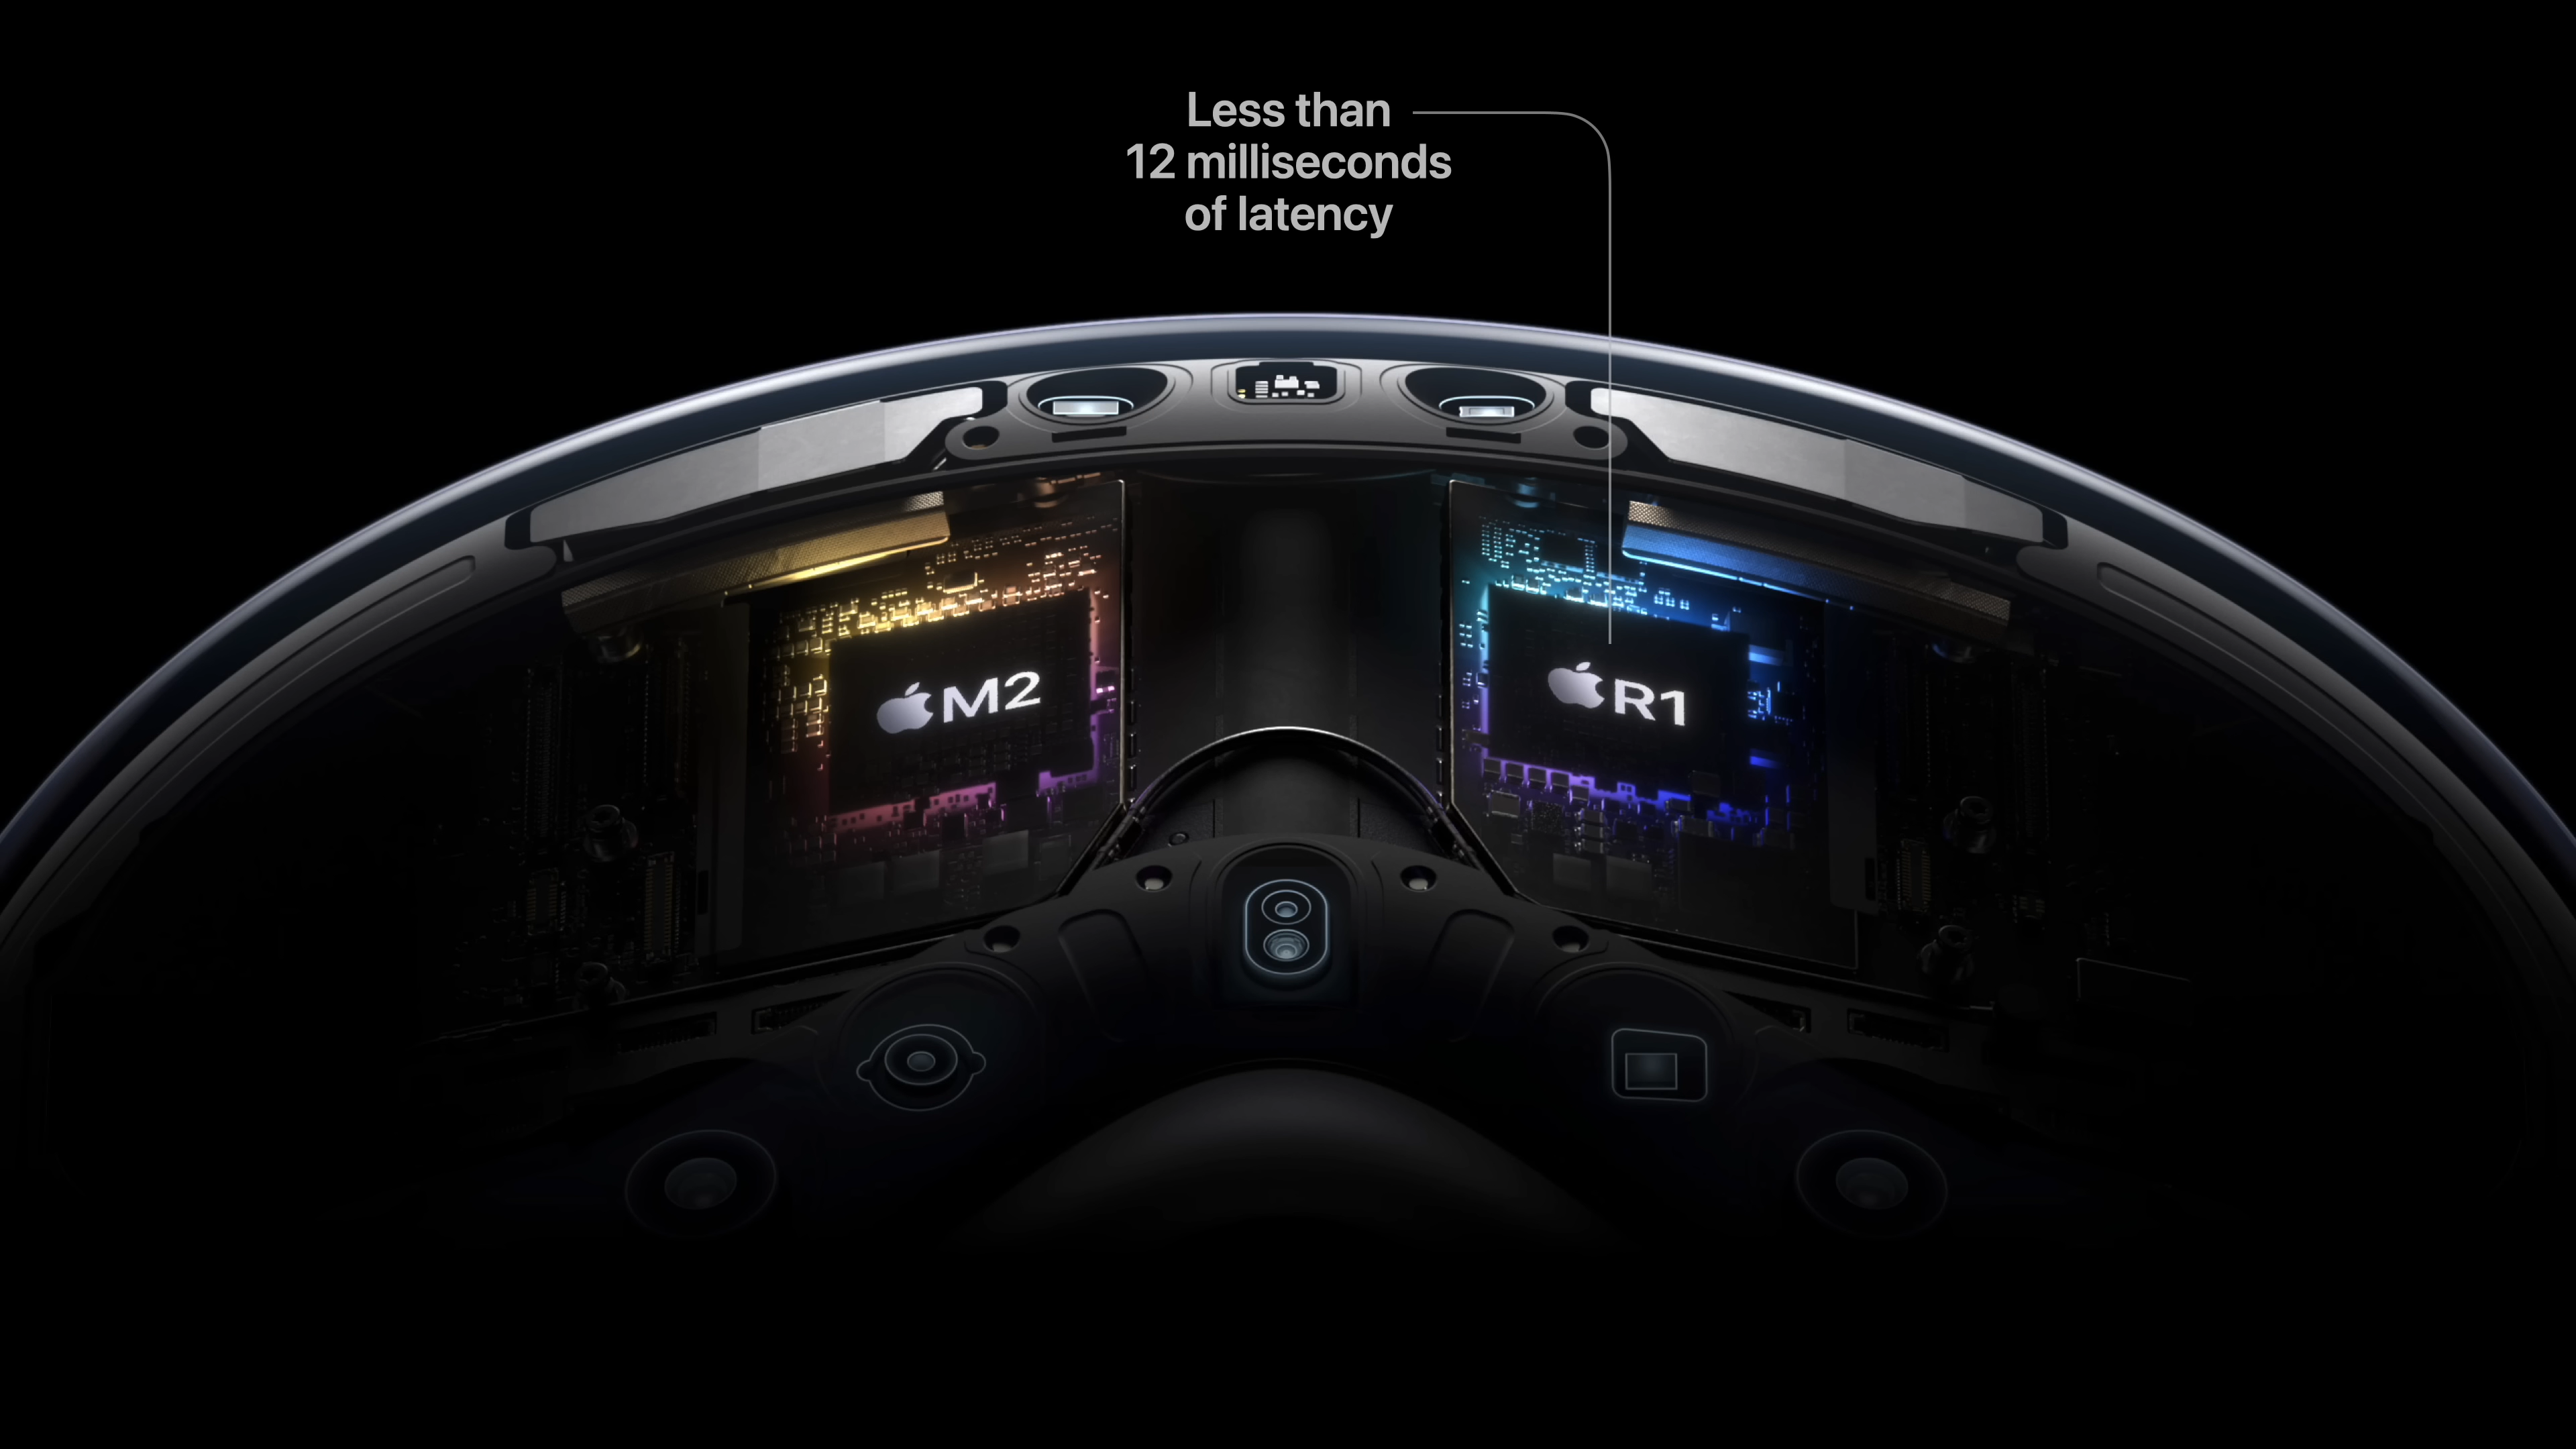 Less than
12 milliseconds
of latency
M2
R1